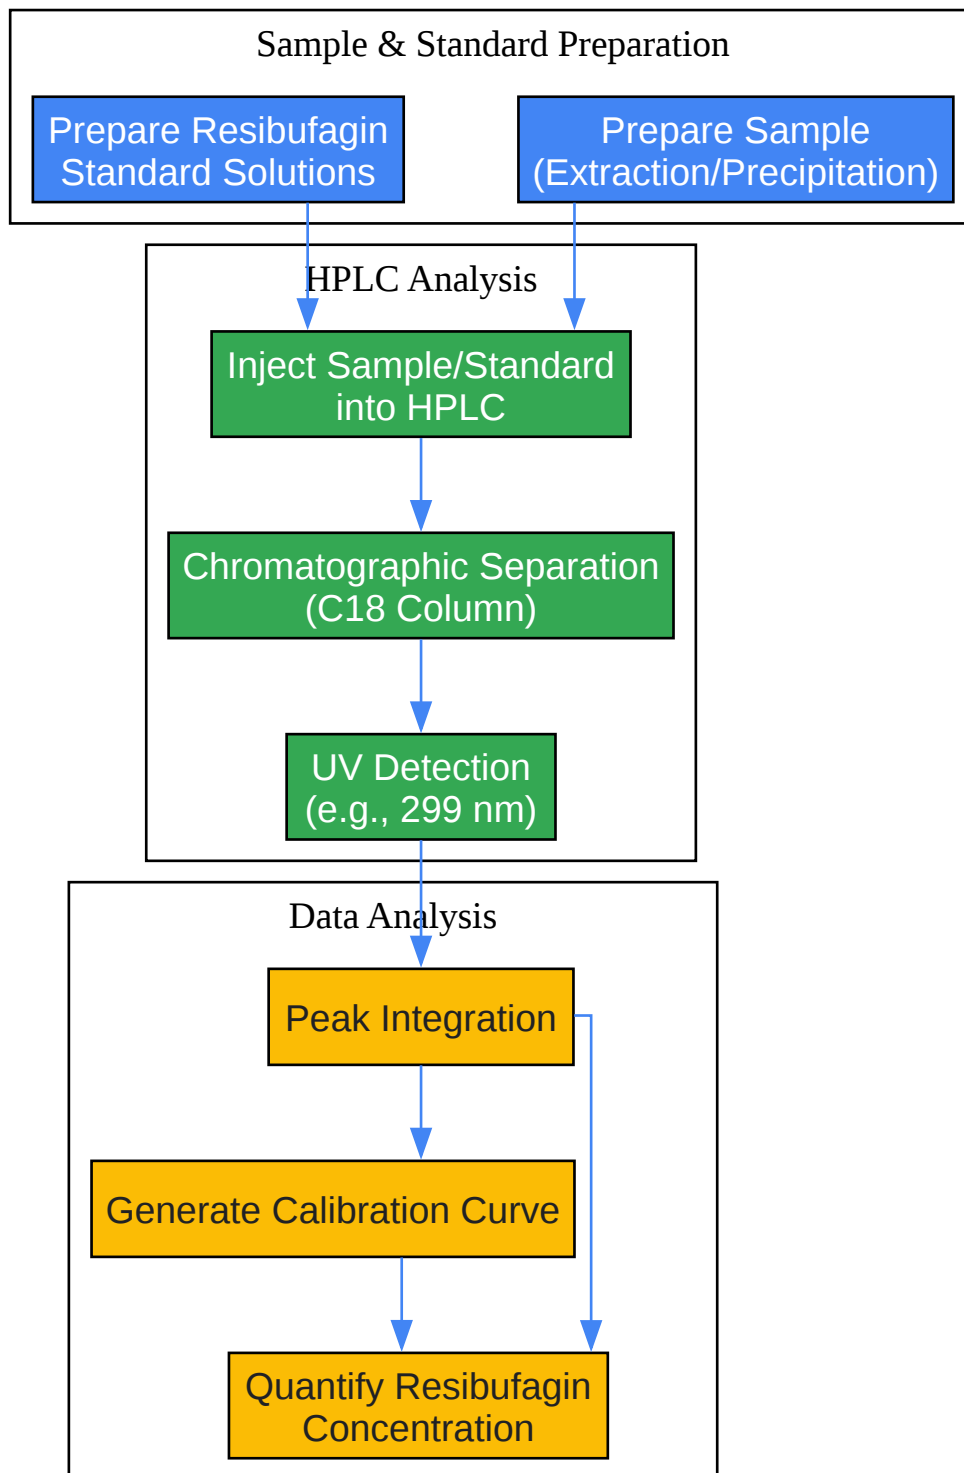 Sample & Standard Preparation
Prepare Resibufagin
Standard Solutions
Prepare Sample
(Extraction/Precipitation)
HPLC Analysis
Inject Sample/Standard
into HPLC
Chromatographic Separation
(C18 Column)
UV Detection
(e.g., 299 nm)
Data Analysis
Peak Integration
Generate Calibration Curve
Quantify Resibufagin
Concentration